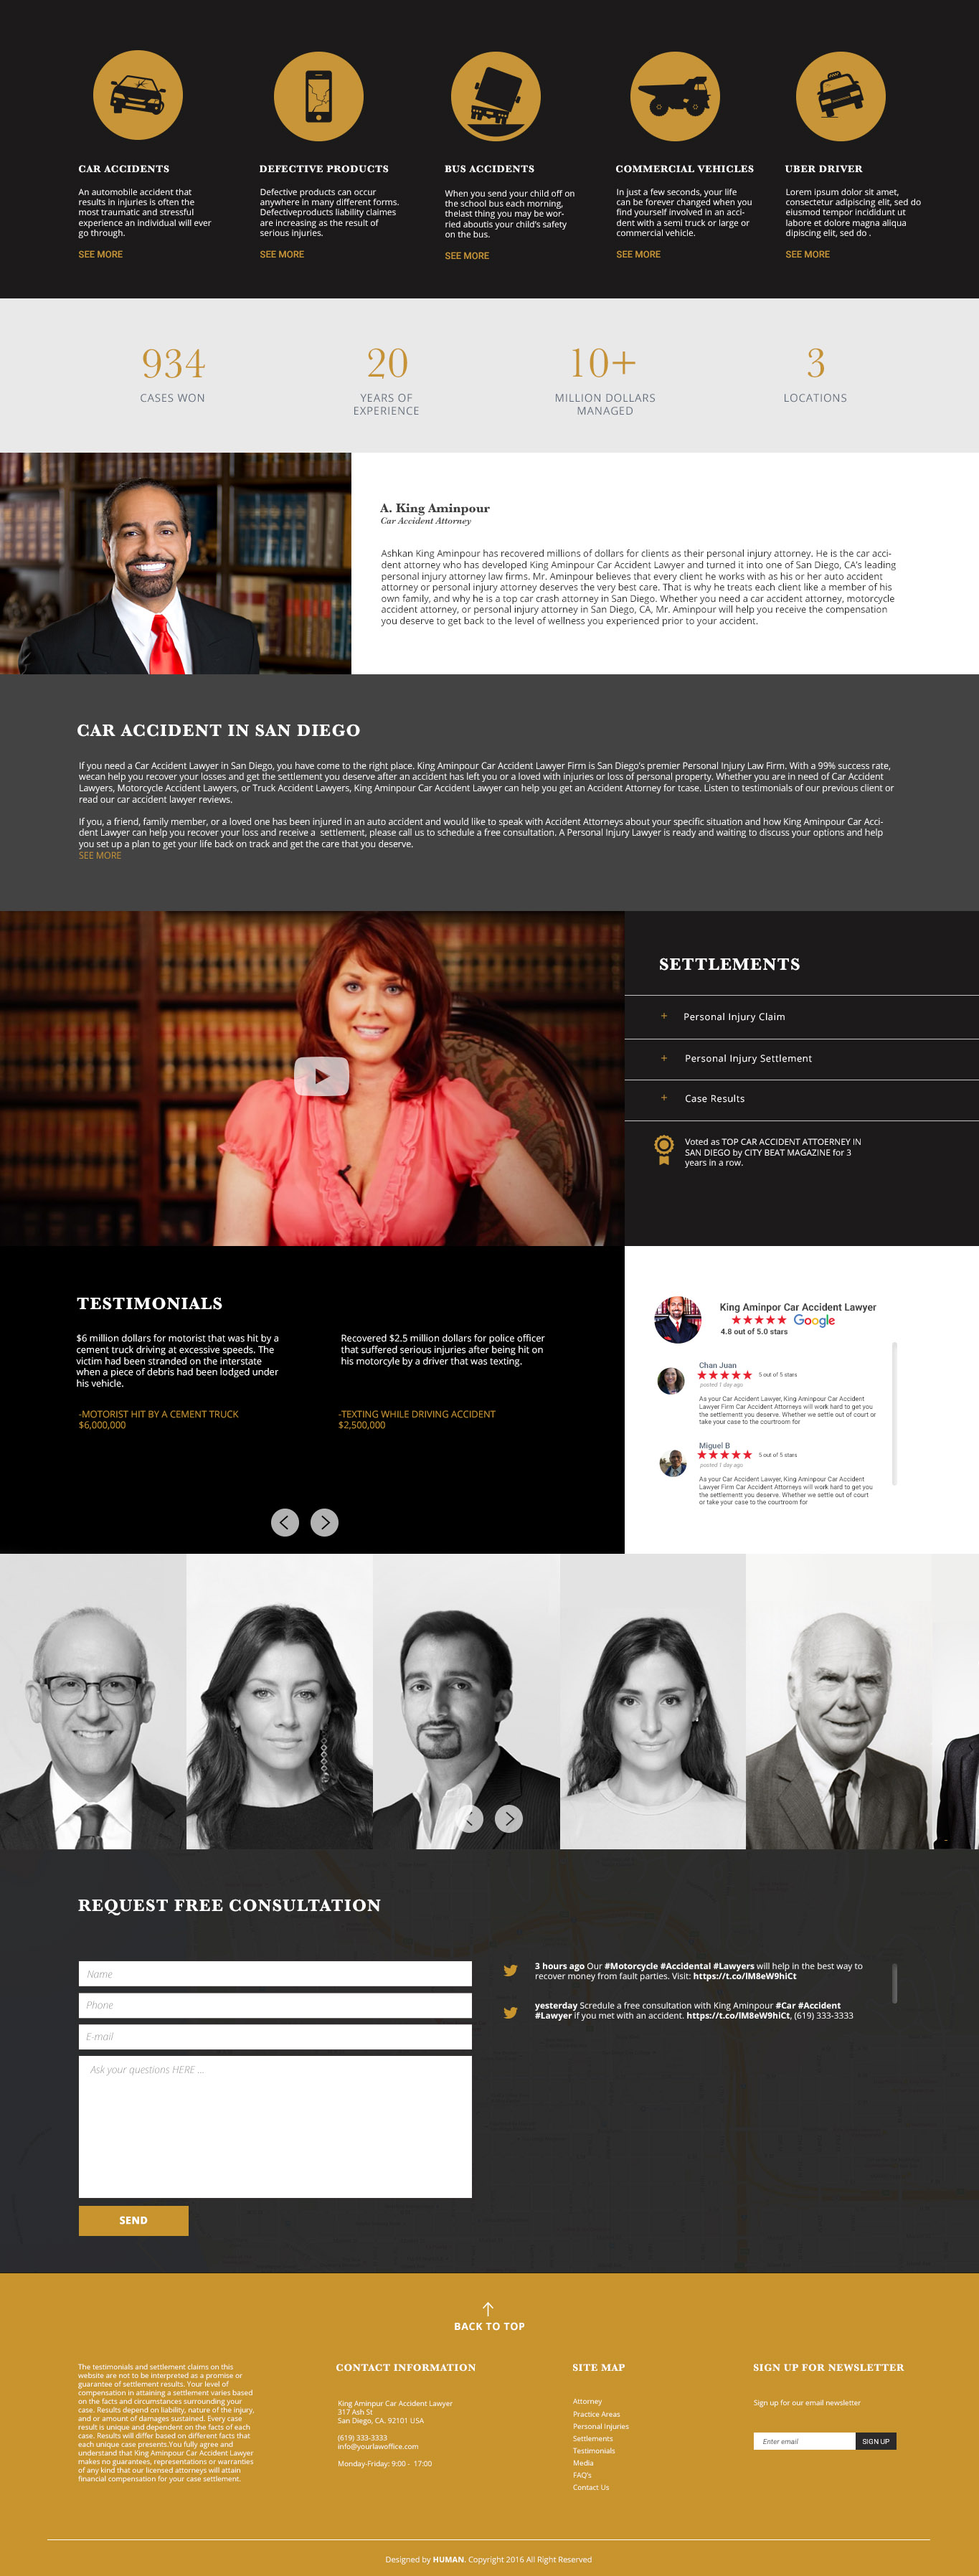 CAR ACCIDENTS
An automobile accident that
results in injuries is often the
most traumatic and stressful
experience an individual will ever
go through.
SEE MORE
DEFECTIVE PRODUCTS
Defective products can occur
anywhere in many different forms.
Defectiveproducts liability claimes
are increasing as the result of
serious injuries.
SEE MORE
BUS ACCIDENTS
When you send your child off on
the school bus each morning,
thelast thing you may be wor-
ried aboutis your child's safety
on the bus.
SEE MORE
COMMERCIAL VEHICLES
In just a few seconds, your life
can be forever changed when you
find yourself involved in an acci-
dent with a semi truck or large or
commercial vehicle.
SEE MORE
UBER DRIVER
Lorem ipsum dolor sit amet,
consectetur adipiscing elit, sed do
eiusmod tempor incididunt ut
labore et dolore magna aliqua
dipiscing elit, sed do .
SEE MORE
934
CASES WON
20
YEARS OF
EXPERIENCE
10+
MILLION DOLLARS
MANAGED
3
LOCATIONS
A. King Aminpour
Car Accident Attorney
Ashkan King Aminpour has recovered millions of dollars for clients as their personal injury attorney. He is the car acci-
dent attorney who has developed King Aminpour Car Accident Lawyer and turned it into one of San Diego, CA's leading
personal injury attorney law firms. Mr. Aminpour believes that every client he works with as his or her auto accident
attorney or personal injury attorney deserves the very best care. That is why he treats each client like a member of his
own family, and why he is a top car crash attorney in San Diego. Whether you need a car accident attorney, motorcycle
accident attorney, or personal injury attorney in San Diego, CA, Mr. Aminpour will help you receive the compensation
you deserve to get back to the level of wellness you experienced prior to your accident.
CAR ACCIDENT IN SAN DIEGO
If you need a Car Accident Lawyer in San Diego, you have come to the right place. King Aminpour Car Accident Lawyer Firm is San Diego's premier Personal Injury Law Firm. With a 99% success rate,
wecan help you recover your losses and get the settlement you deserve after an accident has left you or a loved with injuries or loss of personal property. Whether you are in need of Car Accident
Lawyers, Motorcycle Accident Lawyers, or Truck Accident Lawyers, King Aminpour Car Accident Lawyer can help you get an Accident Attorney for tcase. Listen to testimonials of our previous client or
read our car accident lawyer reviews.
If you, a friend, family member, or a loved one has been injured in an auto accident and would like to speak with Accident Attorneys about your specific situation and how King Aminpour Car Acci-
dent Lawyer can help you recover your loss and receive a settlement, please call us to schedule a free consultation. A Personal Injury Lawyer is ready and waiting to discuss your options and help
you set up a plan to get your life back on track and get the care that you deserve.
SEE MORE
SETTLEMENTS
+ Personal Injury Claim
+ Personal Injury Settlement
+ Case Results
Voted as TOP CAR ACCIDENT ATTOERNEY IN
SAN DIEGO by CITY BEAT MAGAZINE for 3
years in a row.
TESTIMONIALS
$6 million dollars for motorist that was hit by a
cement truck driving at excessive speeds. The
victim had been stranded on the interstate
when a piece of debris had been lodged under
his vehicle.
-MOTORIST HIT BY A CEMENT TRUCK
$6,000,000
Recovered $2.5 million dollars for police officer
that suffered serious injuries after being hit on
his motorcyle by a driver that was texting.
-TEXTING WHILE DRIVING ACCIDENT
$2,500,000
King Aminpor Car Accident Lawyer
Google
4.8 out of 5.0 stars
Chan Juan
5 out of 5 stars
posted 1 day ago
As your Car Accident Lawyer, King Aminpour Car Accident
Lawyer Firm Car Accident Attorneys will work hard to get you
the settlementt you deserve. Whether we settle out of court or
take your case to the courtroom for
Miguel B
5 out of 5 stars
posted 1 day ago
As your Car Accident Lawyer, King Aminpour Car Accident
Lawyer Firm Car Accident Attorneys will work hard to get you
the settlementt you deserve. Whether we settle out of court
or take your case to the courtroom for
REQUEST FREE CONSULTATION
Name
Phone
E-mail
Ask your questions HERE ...
SEND
3 hours ago Our #Motorcycle #Accidental #Lawyers will help in the best way to
recover money from fault parties. Visit: https://t.co/lM8eW9hiCt
yesterday Scredule a free consultation with King Aminpour #Car #Accident
#Lawyer if you met with an accident. https://t.co/lM8eW9hiCt, (619) 333-3333
BACK TO TOP
The testimonials and settlement claims on this
website are not to be interpreted as a promise or
guarantee of settlement results. Your level of
compensation in attaining a settlement varies based
on the facts and circumstances surrounding your
case. Results depend on liability, nature of the injury,
and or amount of damages sustained. Every case
result is unique and dependent on the facts of each
case. Results will differ based on different facts that
each unique case presents.You fully agree and
understand that King Aminpour Car Accident Lawyer
makes no guarantees, representations or warranties
of any kind that our licensed attorneys will attain
financial compensation for your case settlement.
CONTACT INFORMATION
King Aminpur Car Accident Lawyer
317 Ash St
San Diego, CA. 92101 USA
(619) 333-3333
info@yourlawoffice.com
Monday-Friday: 9:00 - 17:00
SITE MAP
Attorney
Practice Areas
Personal Injuries
Settlements
Testimonials
Media
FAQ's
Contact Us
SIGN UP FOR NEWSLETTER
Sign up for our email newsletter
Enter email
SIGN UP
Designed by HUMAN. Copyright 2016 All Right Reserved